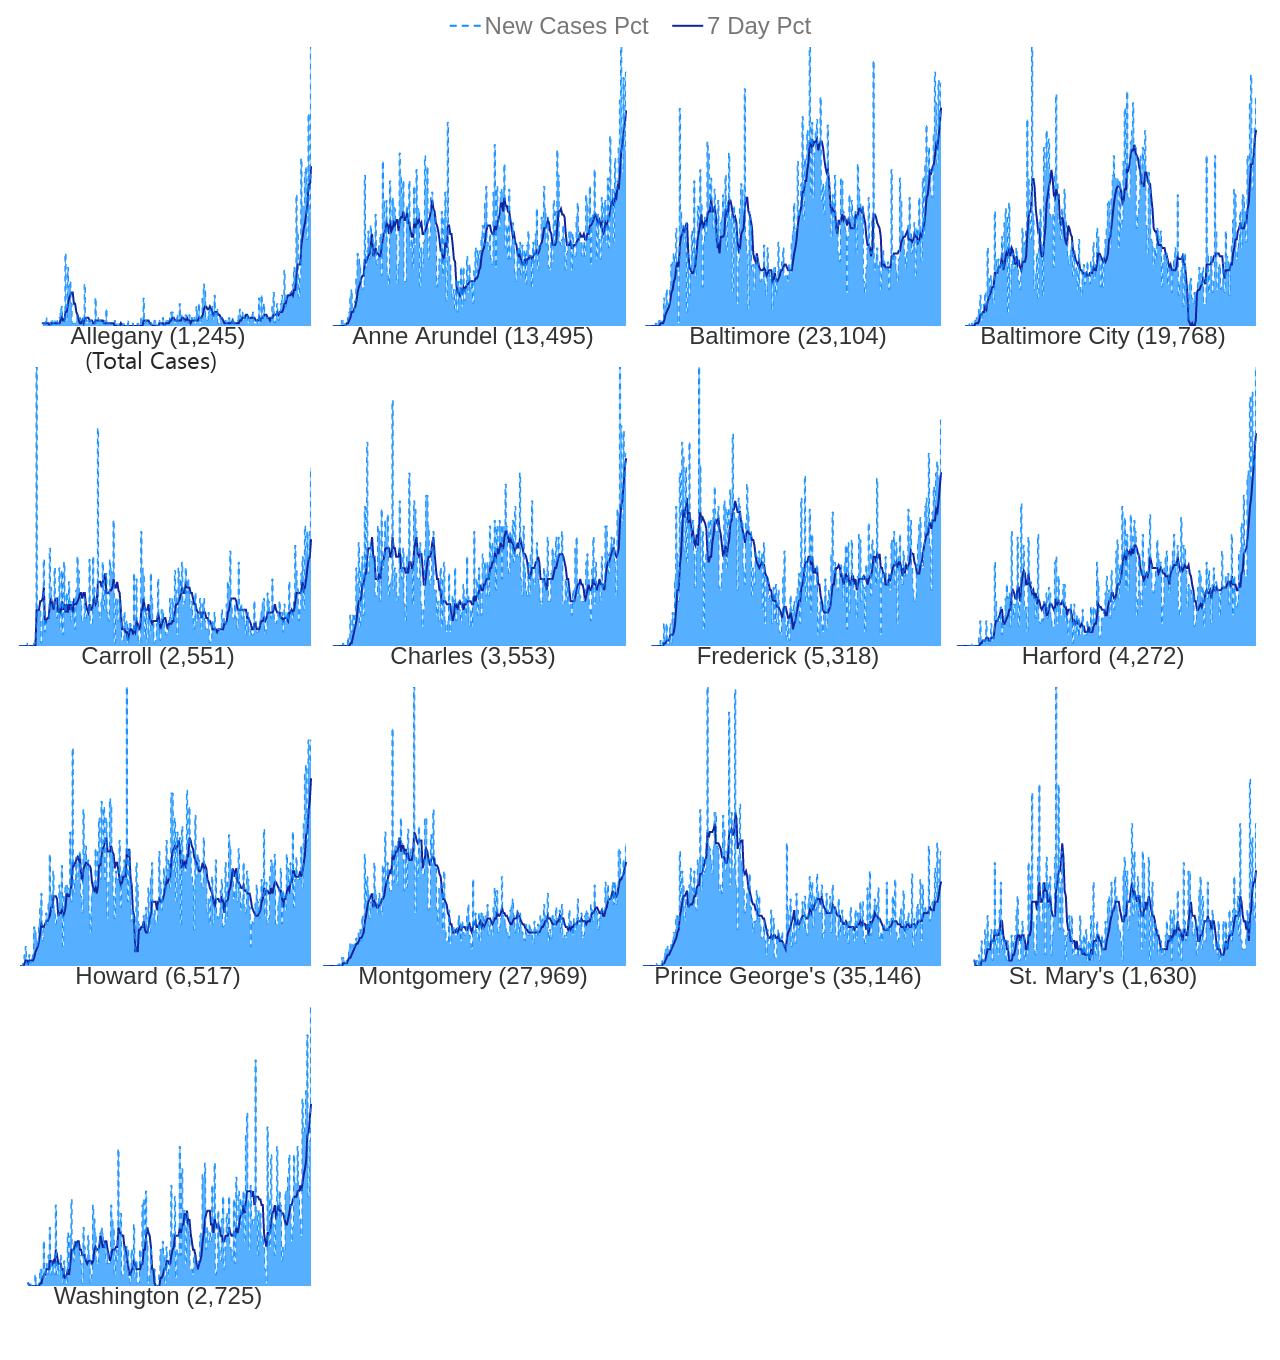 New Cases Pct 7 Day Pct
Allegany (1,245) Anne Arundel (13,495) Baltimore (23,104) Baltimore City (19,768)
(Total Cases)
Carroll (2,551) Charles (3,553) Frederick (5,318) Harford (4,272)
Howard (6,517) Montgomery (27,969) Prince George's (35,146) St. Mary's (1,630)
Washington (2,725)